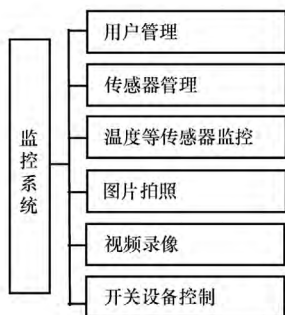 监控系统
用户管理
传感器管理
温度等传感器监控
图片拍照
视频录像
开关设备控制